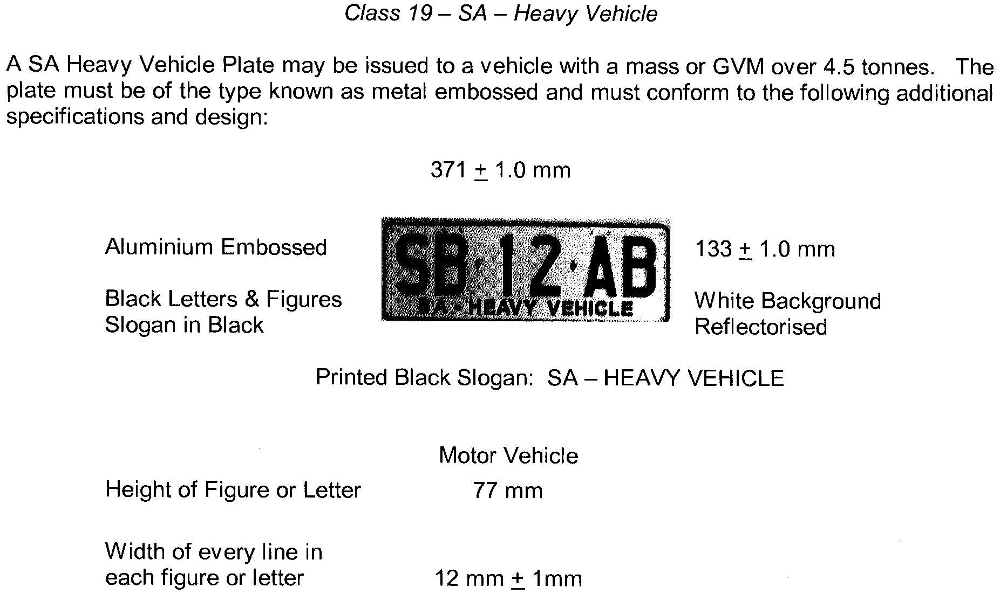 Class 19 – SA – Heavy Vehicle
A SA Heavy Vehicle Plate may be issued to a vehicle with a mass or GVM over 4.5 tonnes. The
plate must be of the type known as metal embossed and must conform to the following additional
specifications and design:
371 ± 1.0 mm
Aluminium Embossed
Black Letters & Figures
Slogan in Black
SB·12·AB
SA - HEAVY VEHICLE
133 ± 1.0 mm
White Background
Reflectorised
Printed Black Slogan: SA – HEAVY VEHICLE
Motor Vehicle
Height of Figure or Letter 77 mm
Width of every line in
each figure or letter 12 mm ± 1mm